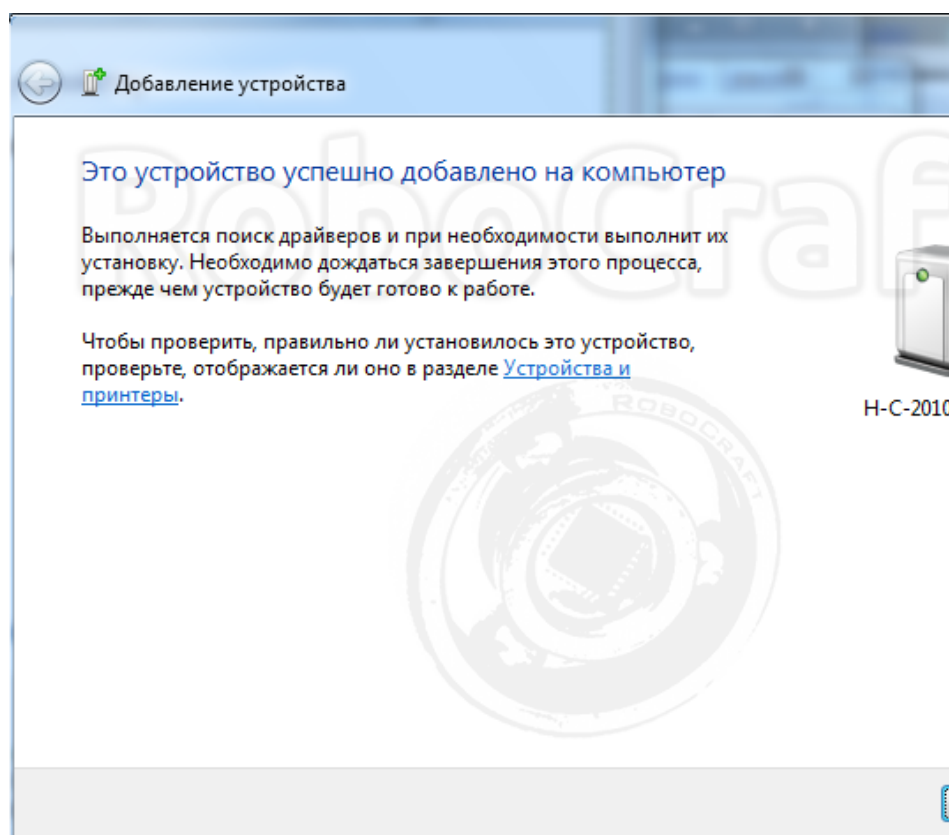 Добавление устройства
Это устройство успешно добавлено на компьютер
Выполняется поиск драйверов и при необходимости выполнит их
установку. Необходимо дождаться завершения этого процесса,
прежде чем устройство будет готово к работе.
Чтобы проверить, правильно ли установилось это устройство,
проверьте, отображается ли оно в разделе Устройства и
принтеры.
H-C-2010
RoboCraf
ROBOCRAFT